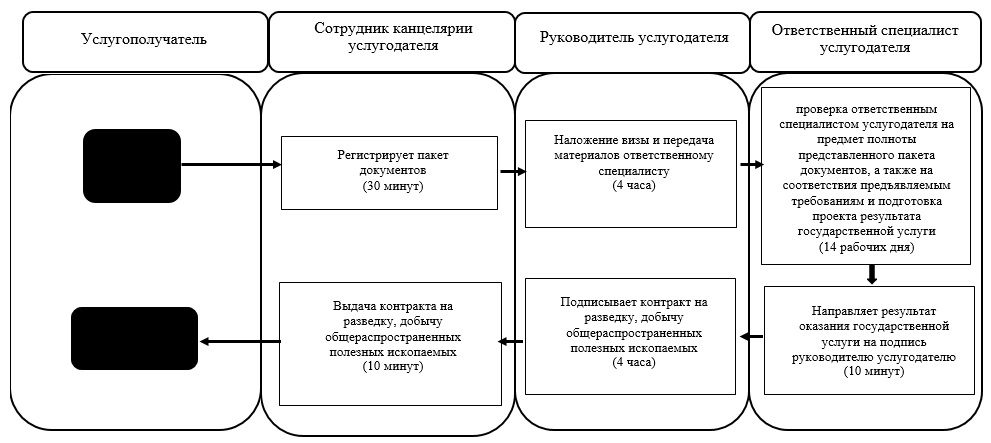 Услугополучатель
Сотрудник канцелярии
услугодателя
Руководитель услугодателя
Ответственный специалист
услугодателя
Регистрирует пакет
документов
(30 минут)
Наложение визы и передача
материалов ответственному
специалисту
(4 часа)
проверка ответственным
специалистом услугодателя на
предмет полноты
представленного пакета
документов, а также на
соответствия предъявляемым
требованиям и подготовка
проекта результата
государственной услуги
(14 рабочих дня)
Выдача контракта на
разведку, добычу
общераспространенных
полезных ископаемых
(10 минут)
Подписывает контракт на
разведку, добычу
общераспространенных
полезных ископаемых
(4 часа)
Направляет результат
оказания государственной
услуги на подпись
руководителю услугодателю
(10 минут)